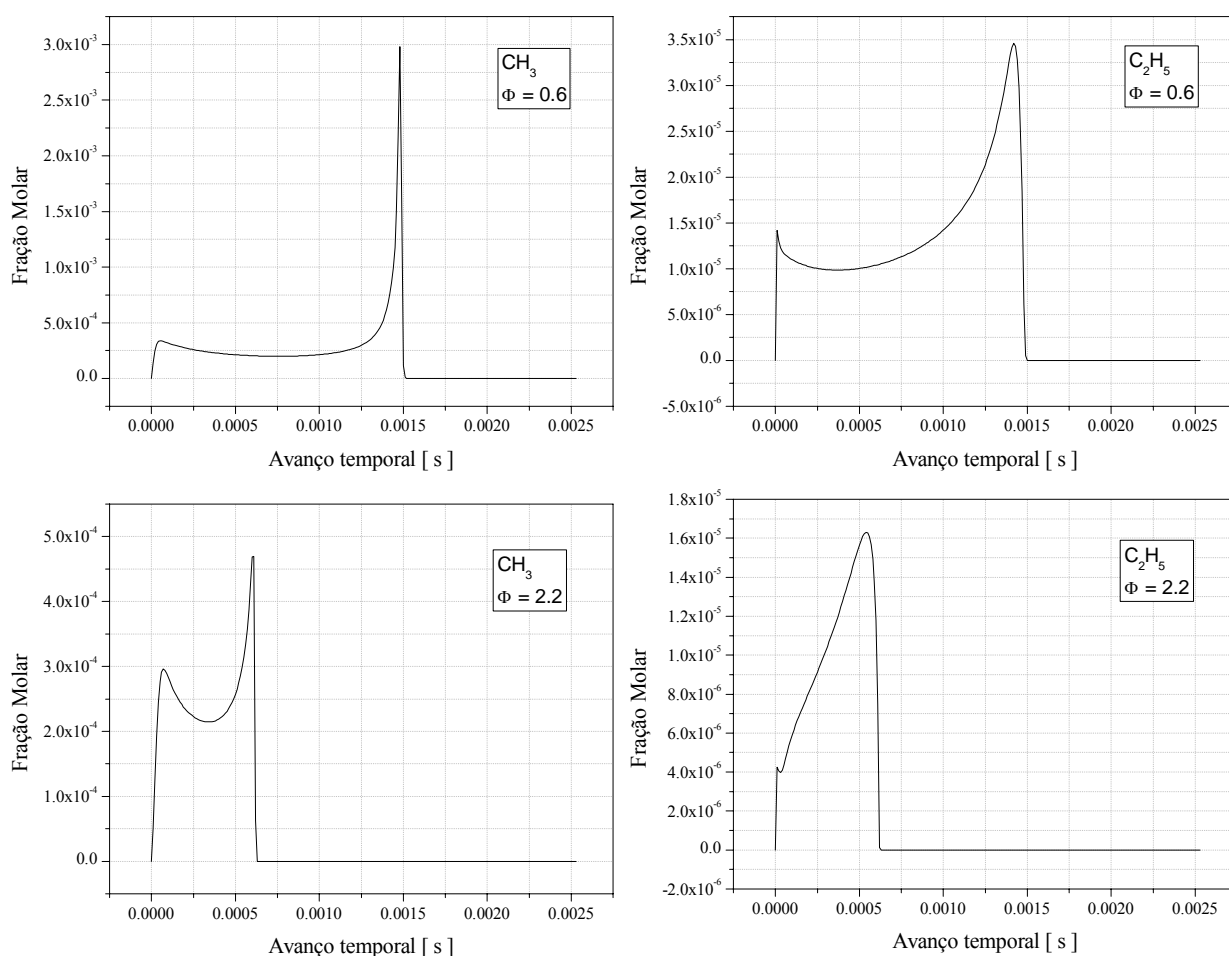 3.0x10⁻³
2.5x10⁻³
2.0x10⁻³
1.5x10⁻³
1.0x10⁻³
5.0x10⁻⁴
0.0
Fração Molar
CH₃
Φ = 0.6
0.0000 0.0005 0.0010 0.0015 0.0020 0.0025
Avanço temporal [ s ]
3.5x10⁻⁵
3.0x10⁻⁵
2.5x10⁻⁵
2.0x10⁻⁵
1.5x10⁻⁵
1.0x10⁻⁵
5.0x10⁻⁶
0.0
-5.0x10⁻⁶
Fração Molar
C₂H₅
Φ = 0.6
0.0000 0.0005 0.0010 0.0015 0.0020 0.0025
Avanço temporal [ s ]
5.0x10⁻⁴
4.0x10⁻⁴
3.0x10⁻⁴
2.0x10⁻⁴
1.0x10⁻⁴
0.0
Fração Molar
CH₃
Φ = 2.2
0.0000 0.0005 0.0010 0.0015 0.0020 0.0025
Avanço temporal [ s ]
1.8x10⁻⁵
1.6x10⁻⁵
1.4x10⁻⁵
1.2x10⁻⁵
1.0x10⁻⁵
8.0x10⁻⁶
6.0x10⁻⁶
4.0x10⁻⁶
2.0x10⁻⁶
0.0
-2.0x10⁻⁶
Fração Molar
C₂H₅
Φ = 2.2
0.0000 0.0005 0.0010 0.0015 0.0020 0.0025
Avanço temporal [ s ]